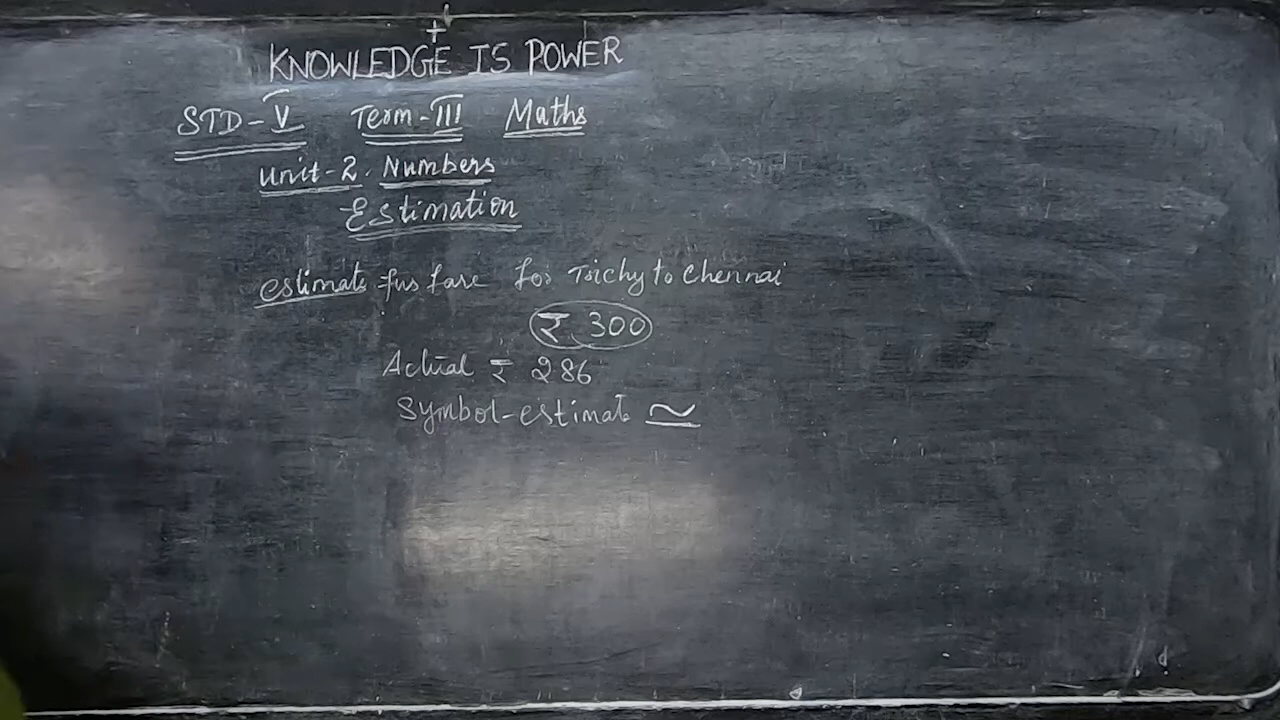 KNOWLEDGE IS POWER
STD-V Term-III Maths
Unit-2. Numbers
Estimation
estimate fare for Trichy to Chennai
₹ 300
Actual ₹ 286
Symbol-estimate ≃